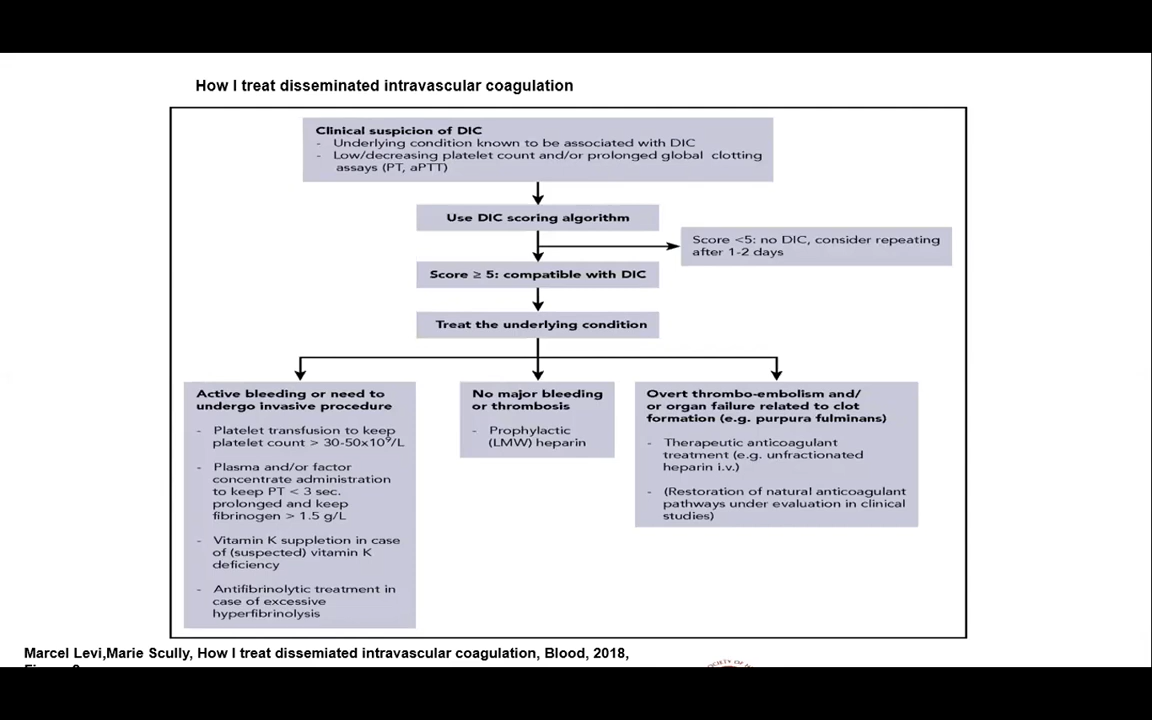 How I treat disseminated intravascular coagulation
Clinical suspicion of DIC
- Underlying condition known to be associated with DIC
- Low/decreasing platelet count and/or prolonged global clotting
assays (PT, aPTT)
Use DIC scoring algorithm
Score <5: no DIC, consider repeating
after 1-2 days
Score ≥ 5: compatible with DIC
Treat the underlying condition
Active bleeding or need to
undergo invasive procedure
- Platelet transfusion to keep
platelet count > 30-50x10⁹/L
- Plasma and/or factor
concentrate administration
to keep PT < 3 sec.
prolonged and keep
fibrinogen > 1.5 g/L
- Vitamin K suppletion in case
of (suspected) vitamin K
deficiency
- Antifibrinolytic treatment in
case of excessive
hyperfibrinolysis
No major bleeding
or thrombosis
- Prophylactic
(LMW) heparin
Overt thrombo-embolism and/
or organ failure related to clot
formation (e.g. purpura fulminans)
- Therapeutic anticoagulant
treatment (e.g. unfractionated
heparin i.v.)
- (Restoration of natural anticoagulant
pathways under evaluation in clinical
studies)
Marcel Levi,Marie Scully, How I treat dissemiated intravascular coagulation, Blood, 2018,